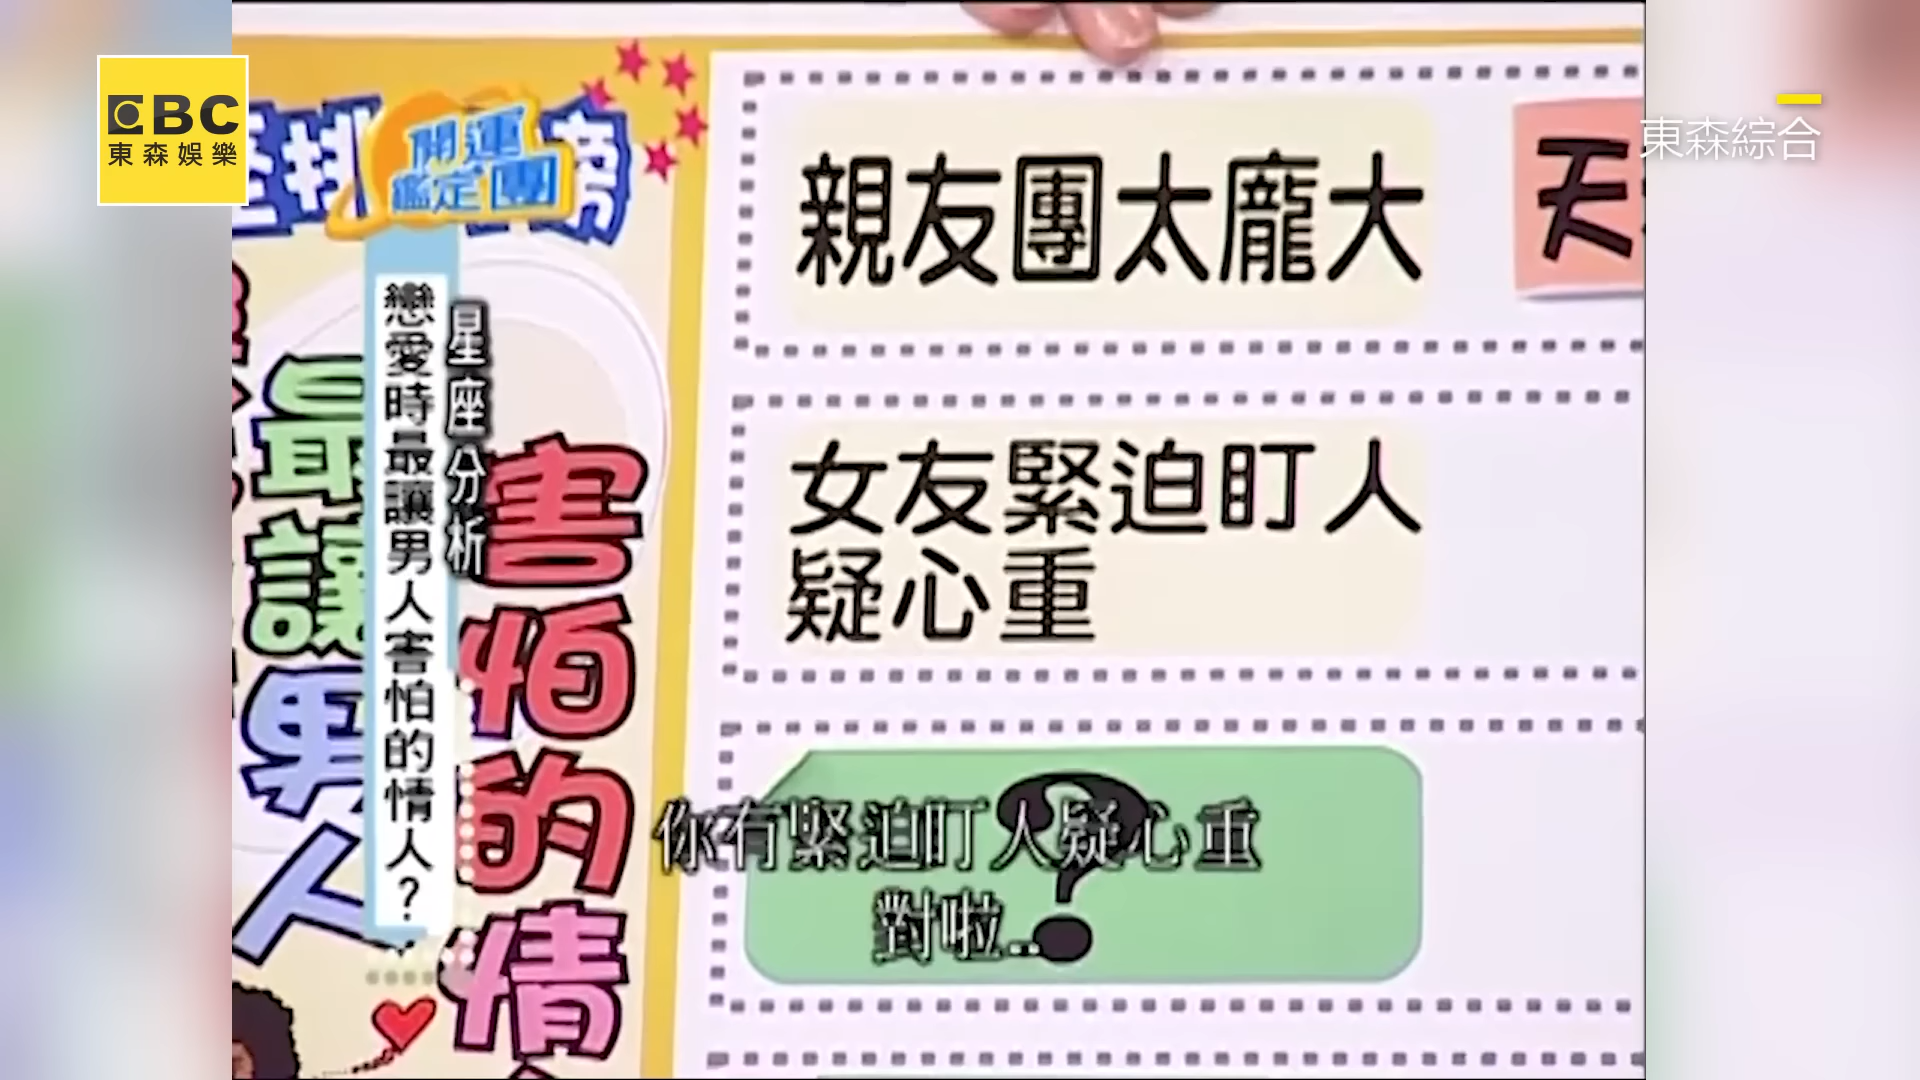 EBC
東森娛樂
東森綜合
開運
鑑定團
榜
星座分析
戀愛時最讓男人害怕的情人?
最讓男人
害怕的情
親友團太龐大
天
女友緊迫盯人
疑心重
?
你有緊迫盯人疑心重
對啦...